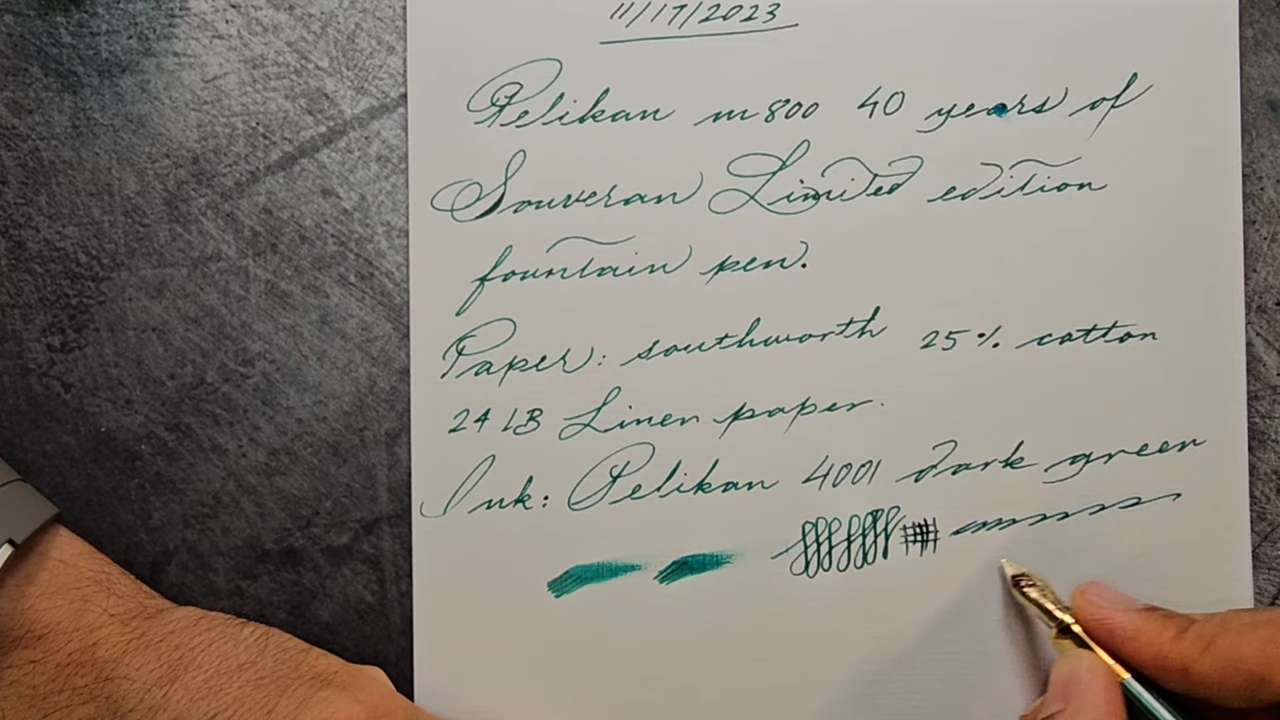 11/17/2023
Pelikan m800 40 years of
Souveran Limited edition
fountain pen.
Paper: southworth 25% cotton
24 LB Linen paper.
Ink: Pelikan 4001 dark green